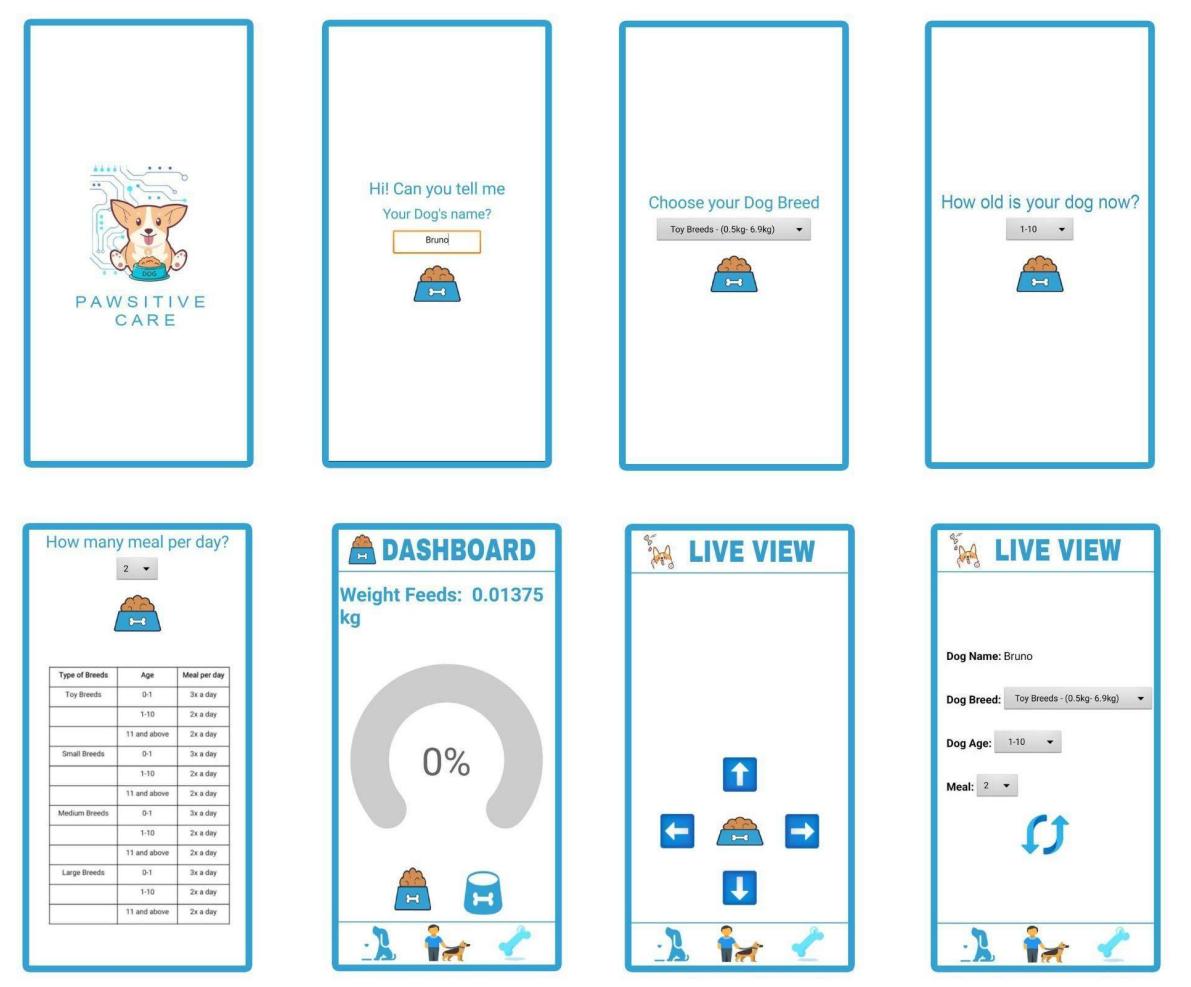 DOG
PAWSITIVE
CARE
Hi! Can you tell me
Your Dog's name?
Bruno
Choose your Dog Breed
Toy Breeds - (0.5kg- 6.9kg)
How old is your dog now?
1-10
How many meal per day?
2
Type of Breeds Age Meal per day
Toy Breeds 0-1 3x a day
1-10 2x a day
11 and above 2x a day
Small Breeds 0-1 3x a day
1-10 2x a day
11 and above 2x a day
Medium Breeds 0-1 3x a day
1-10 2x a day
11 and above 2x a day
Large Breeds 0-1 3x a day
1-10 2x a day
11 and above 2x a day
DASHBOARD
Weight Feeds: 0.01375
kg
0%
LIVE VIEW
LIVE VIEW
Dog Name: Bruno
Dog Breed: Toy Breeds - (0.5kg- 6.9kg)
Dog Age: 1-10
Meal: 2